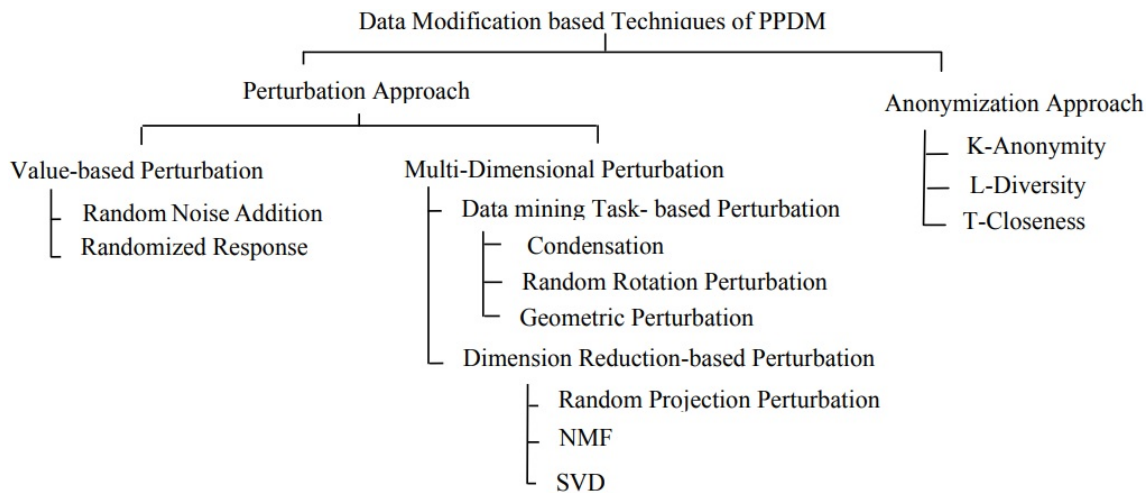 Data Modification based Techniques of PPDM
Perturbation Approach
Anonymization Approach
K-Anonymity
L-Diversity
T-Closeness
Value-based Perturbation
Random Noise Addition
Randomized Response
Multi-Dimensional Perturbation
Data mining Task- based Perturbation
Condensation
Random Rotation Perturbation
Geometric Perturbation
Dimension Reduction-based Perturbation
Random Projection Perturbation
NMF
SVD